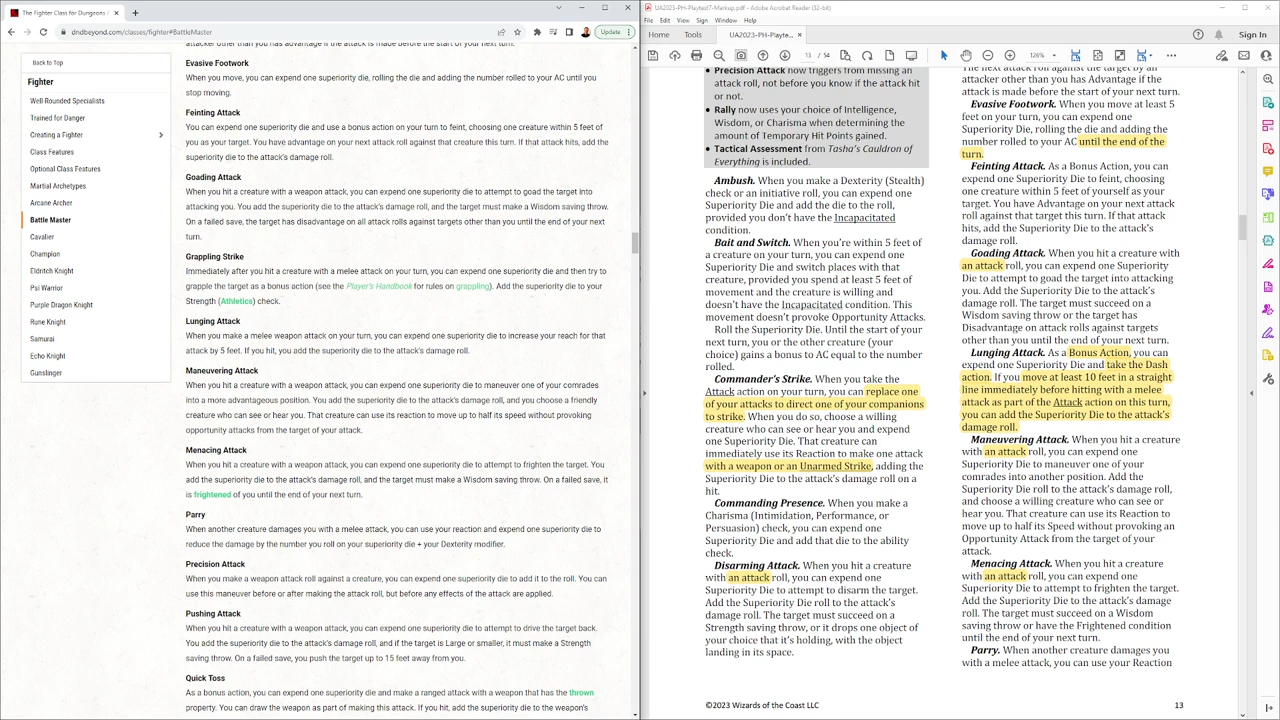 The Fighter Class for Dungeons /
dndbeyond.com/classes/fighter#BattleMaster
Update
Back to Top
Fighter
Well Rounded Specialists
Trained for Danger
Creating a Fighter
Class Features
Optional Class Features
Martial Archetypes
Arcane Archer
Battle Master
Cavalier
Champion
Eldritch Knight
Psi Warrior
Purple Dragon Knight
Rune Knight
Samurai
Echo Knight
Gunslinger
attacker other than you has advantage if the attack is made before the start of your next turn.
Evasive Footwork
When you move, you can expend one superiority die, rolling the die and adding the number rolled to your AC until you
stop moving.
Feinting Attack
You can expend one superiority die and use a bonus action on your turn to feint, choosing one creature within 5 feet of
you as your target. You have advantage on your next attack roll against that creature this turn. If that attack hits, add the
superiority die to the attack's damage roll.
Goading Attack
When you hit a creature with a weapon attack, you can expend one superiority die to attempt to goad the target into
attacking you. You add the superiority die to the attack's damage roll, and the target must make a Wisdom saving throw.
On a failed save, the target has disadvantage on all attack rolls against targets other than you until the end of your next
turn.
Grappling Strike
Immediately after you hit a creature with a melee attack on your turn, you can expend one superiority die and then try to
grapple the target as a bonus action (see the Player's Handbook for rules on grappling). Add the superiority die to your
Strength (Athletics) check.
Lunging Attack
When you make a melee weapon attack on your turn, you can expend one superiority die to increase your reach for that
attack by 5 feet. If you hit, you add the superiority die to the attack's damage roll.
Maneuvering Attack
When you hit a creature with a weapon attack, you can expend one superiority die to maneuver one of your comrades
into a more advantageous position. You add the superiority die to the attack's damage roll, and you choose a friendly
creature who can see or hear you. That creature can use its reaction to move up to half its speed without provoking
opportunity attacks from the target of your attack.
Menacing Attack
When you hit a creature with a weapon attack, you can expend one superiority die to attempt to frighten the target. You
add the superiority die to the attack's damage roll, and the target must make a Wisdom saving throw. On a failed save, it
is frightened of you until the end of your next turn.
Parry
When another creature damages you with a melee attack, you can use your reaction and expend one superiority die to
reduce the damage by the number you roll on your superiority die + your Dexterity modifier.
Precision Attack
When you make a weapon attack roll against a creature, you can expend one superiority die to add it to the roll. You can
use this maneuver before or after making the attack roll, but before any effects of the attack are applied.
Pushing Attack
When you hit a creature with a weapon attack, you can expend one superiority die to attempt to drive the target back.
You add the superiority die to the attack's damage roll, and if the target is Large or smaller, it must make a Strength
saving throw. On a failed save, you push the target up to 15 feet away from you.
Quick Toss
As a bonus action, you can expend one superiority die and make a ranged attack with a weapon that has the thrown
property. You can draw the weapon as part of making this attack. If you hit, add the superiority die to the weapon's
UA2023-PH-Playtest7-Markup.pdf - Adobe Acrobat Reader (32-bit)
File Edit View Sign Window Help
Home Tools UA2023-PH-Playte... Sign In
13 / 54 126%
Precision Attack now triggers from missing an
attack roll, not before you know if the attack hit
or not.
• Rally now uses your choice of Intelligence,
Wisdom, or Charisma when determining the
amount of Temporary Hit Points gained.
• Tactical Assessment from Tasha's Cauldron of
Everything is included.
Ambush. When you make a Dexterity (Stealth)
check or an initiative roll, you can expend one
Superiority Die and add the die to the roll,
provided you don't have the Incapacitated
condition.
Bait and Switch. When you're within 5 feet of
a creature on your turn, you can expend one
Superiority Die and switch places with that
creature, provided you spend at least 5 feet of
movement and the creature is willing and
doesn't have the Incapacitated condition. This
movement doesn't provoke Opportunity Attacks.
Roll the Superiority Die. Until the start of your
next turn, you or the other creature (your
choice) gains a bonus to AC equal to the number
rolled.
Commander's Strike. When you take the
Attack action on your turn, you can replace one
of your attacks to direct one of your companions
to strike. When you do so, choose a willing
creature who can see or hear you and expend
one Superiority Die. That creature can
immediately use its Reaction to make one attack
with a weapon or an Unarmed Strike, adding the
Superiority Die to the attack's damage roll on a
hit.
Commanding Presence. When you make a
Charisma (Intimidation, Performance, or
Persuasion) check, you can expend one
Superiority Die and add that die to the ability
check.
Disarming Attack. When you hit a creature
with an attack roll, you can expend one
Superiority Die to attempt to disarm the target.
Add the Superiority Die roll to the attack's
damage roll. The target must succeed on a
Strength saving throw, or it drops one object of
your choice that it's holding, with the object
landing in its space.
The next attack roll against the target by an
attacker other than you has Advantage if the
attack is made before the start of your next turn.
Evasive Footwork. When you move at least 5
feet on your turn, you can expend one
Superiority Die, rolling the die and adding the
number rolled to your AC until the end of the
turn.
Feinting Attack. As a Bonus Action, you can
expend one Superiority Die to feint, choosing
one creature within 5 feet of yourself as your
target. You have Advantage on your next attack
roll against that target this turn. If that attack
hits, add the Superiority Die to the attack's
damage roll.
Goading Attack. When you hit a creature with
an attack roll, you can expend one Superiority
Die to attempt to goad the target into attacking
you. Add the Superiority Die to the attack's
damage roll. The target must succeed on a
Wisdom saving throw or the target has
Disadvantage on attack rolls against targets
other than you until the end of your next turn.
Lunging Attack. As a Bonus Action, you can
expend one Superiority Die and take the Dash
action. If you move at least 10 feet in a straight
line immediately before hitting with a melee
attack as part of the Attack action on this turn,
you can add the Superiority Die to the attack's
damage roll.
Maneuvering Attack. When you hit a creature
with an attack roll, you can expend one
Superiority Die to maneuver one of your
comrades into another position. Add the
Superiority Die roll to the attack's damage roll,
and choose a willing creature who can see or
hear you. That creature can use its Reaction to
move up to half its Speed without provoking an
Opportunity Attack from the target of your
attack.
Menacing Attack. When you hit a creature
with an attack roll, you can expend one
Superiority Die to attempt to frighten the target.
Add the Superiority Die to the attack's damage
roll. The target must succeed on a Wisdom
saving throw or have the Frightened condition
until the end of your next turn.
Parry. When another creature damages you
with a melee attack, you can use your Reaction
©2023 Wizards of the Coast LLC 13